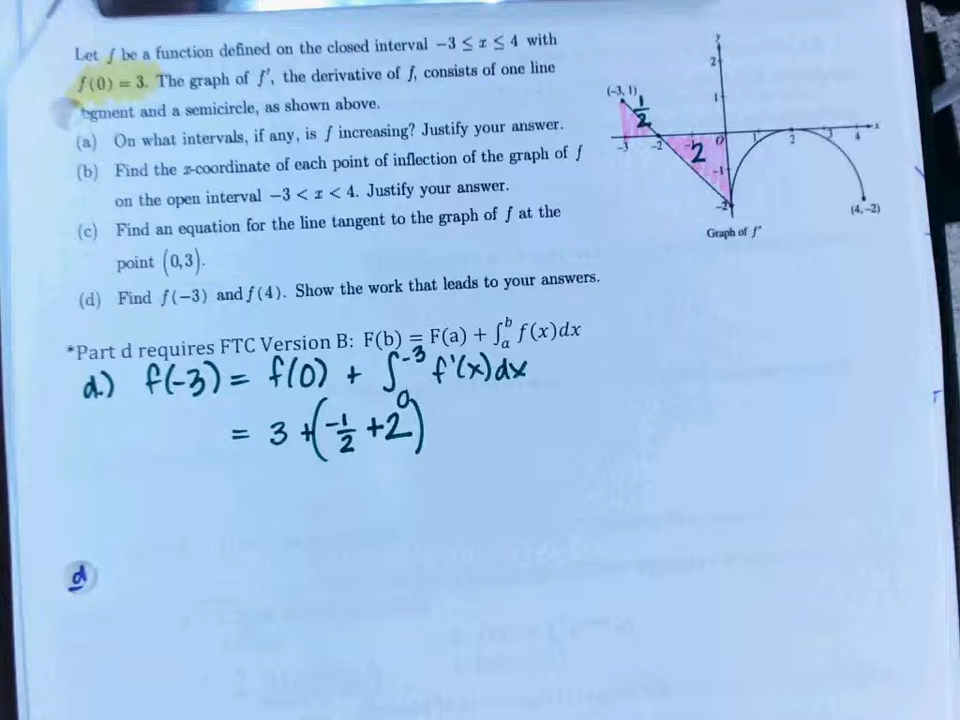 Let f be a function defined on the closed interval −3 ≤ x ≤ 4 with
f(0) = 3. The graph of f′, the derivative of f, consists of one line
egment and a semicircle, as shown above.
(a) On what intervals, if any, is f increasing? Justify your answer.
(b) Find the x-coordinate of each point of inflection of the graph of f
on the open interval −3 < x < 4. Justify your answer.
(c) Find an equation for the line tangent to the graph of f at the
point (0,3).
(d) Find f(−3) and f(4). Show the work that leads to your answers.
y
2
(−3, 1)
1/2
1
−3 −2 −1 O 1 2 3 4 x
2
−1
−2
(4, −2)
Graph of f′
*Part d requires FTC Version B: F(b) = F(a) + ∫_a^b f(x)dx
d.) f(-3) = f(0) + ∫_0^-3 f'(x)dx
= 3 + (-1/2 + 2)
d